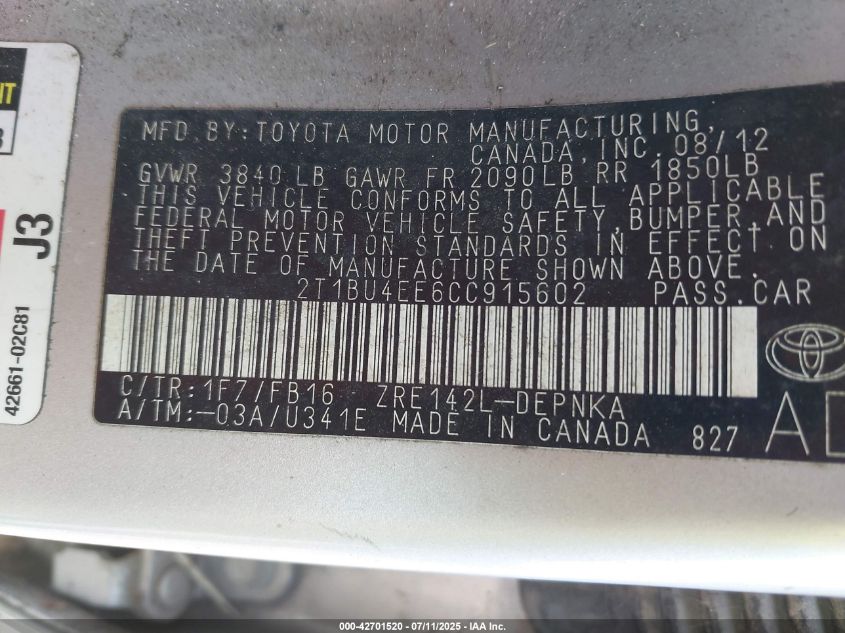 MFD. BY: TOYOTA MOTOR MANUFACTURING,
CANADA, INC. 08/12
GVWR 3840 LB GAWR FR 2090LB RR 1850LB
THIS VEHICLE CONFORMS TO ALL APPLICABLE
FEDERAL MOTOR VEHICLE SAFETY, BUMPER, AND
THEFT PREVENTION STANDARDS IN EFFECT ON
THE DATE OF MANUFACTURE SHOWN ABOVE.
2T1BU4EE6CC915602 PASS.CAR
C/TR: 1F7/FB16 ZRE142L-DEPNKA
A/TM:-03A/U341E MADE IN CANADA 827 A
J3
42661-02C81
000-42701520 - 07/11/2025 - IAA Inc.